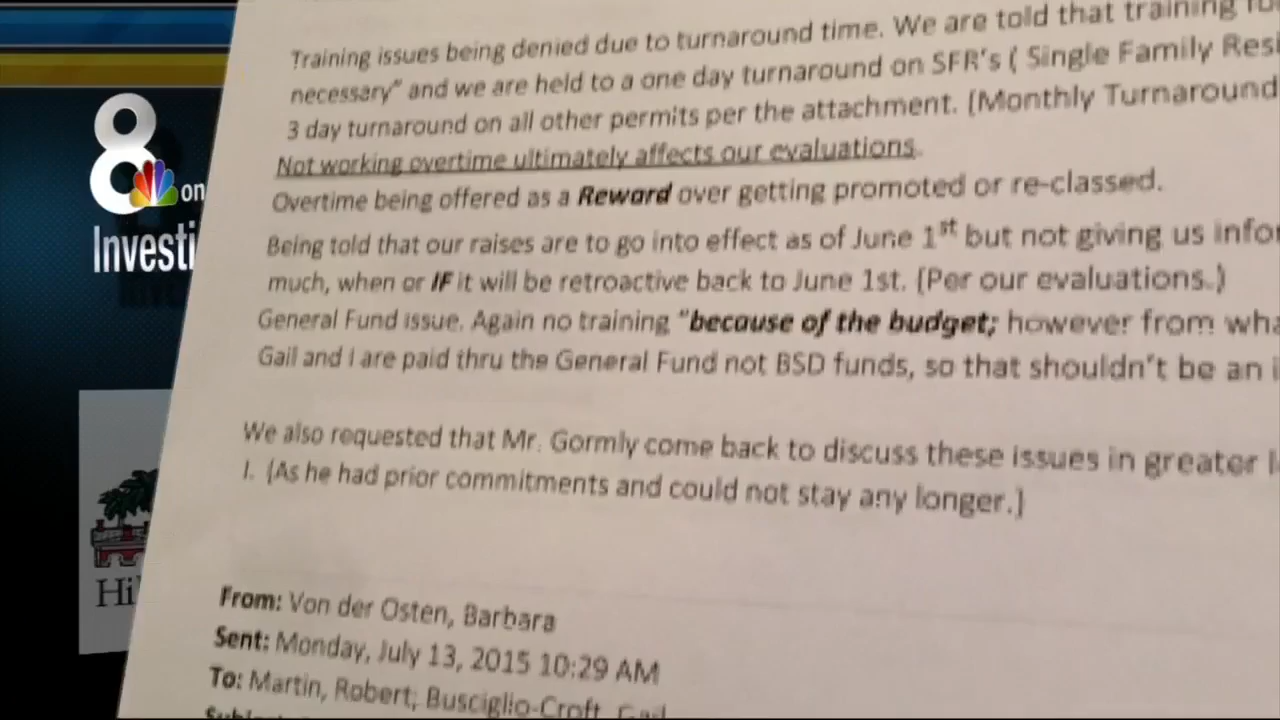 8
on
Investi
Hi
Training issues being denied due to turnaround time. We are told that training
necessary" and we are held to a one day turnaround on SFR's ( Single Family Resi
3 day turnaround on all other permits per the attachment. (Monthly Turnaround
Not working overtime ultimately affects our evaluations.
Overtime being offered as a Reward over getting promoted or re-classed.
Being told that our raises are to go into effect as of June 1st but not giving us infor
much, when or IF it will be retroactive back to June 1st. (Per our evaluations.)
General Fund issue. Again no training "because of the budget; however from wha
Gail and I are paid thru the General Fund not BSD funds, so that shouldn't be an i
We also requested that Mr. Gormly come back to discuss these issues in greater l
I. (As he had prior commitments and could not stay any longer.)
From: Von der Osten, Barbara
Sent: Monday, July 13, 2015 10:29 AM
To: Martin, Robert; Busciglio-Croft, Gail